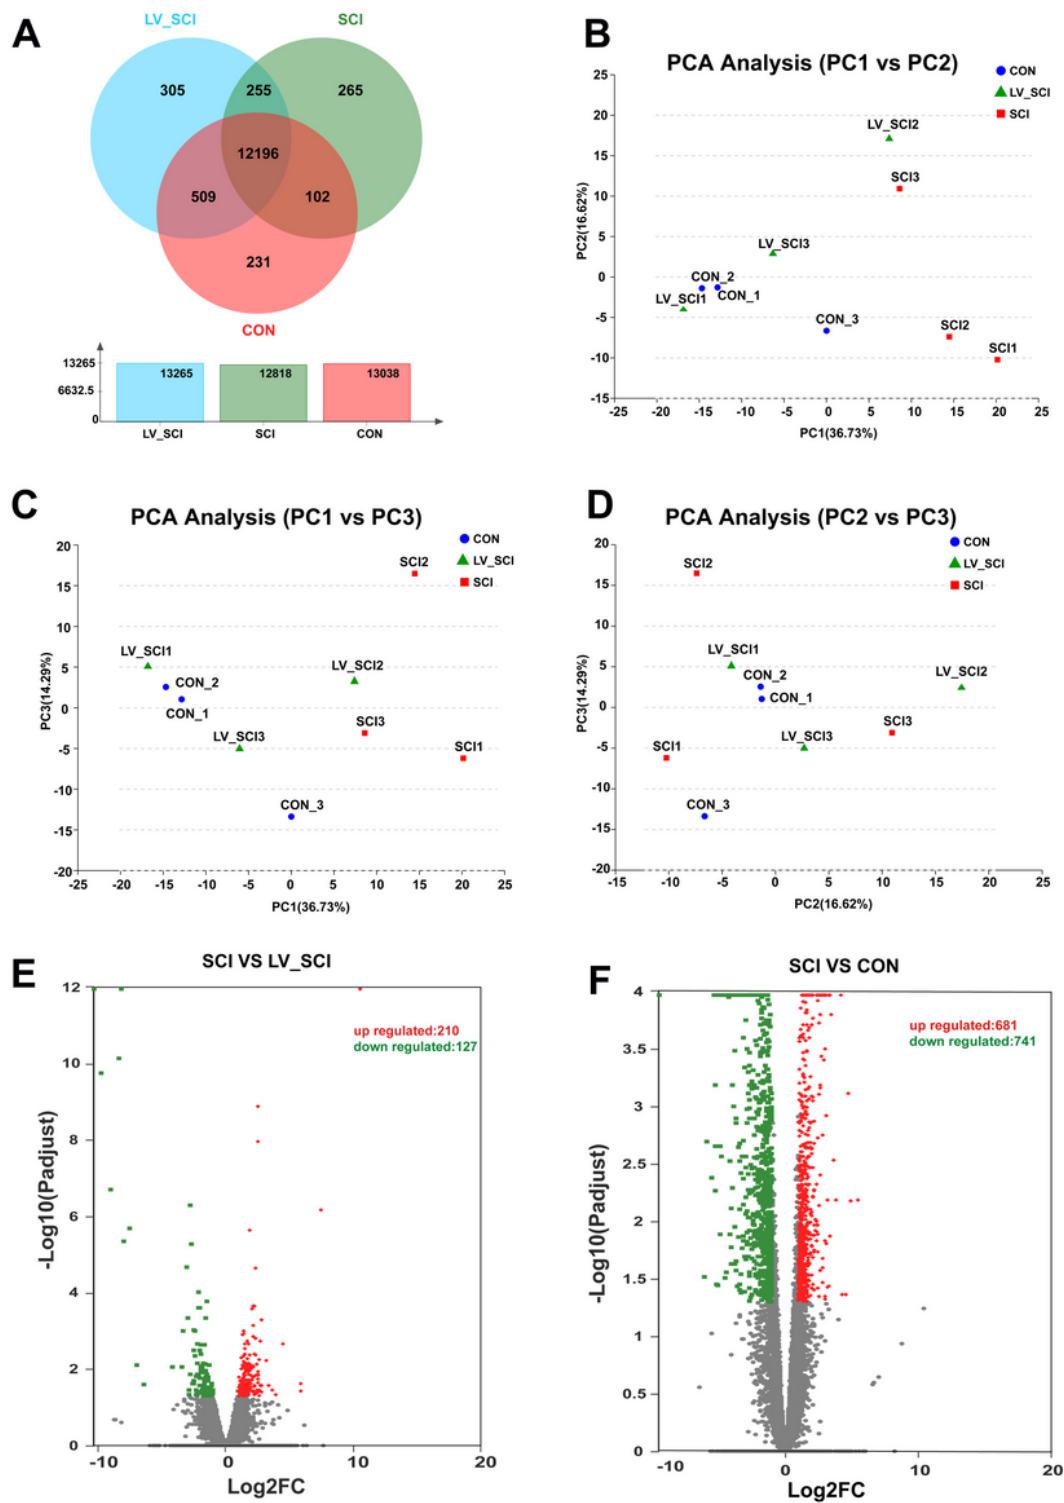 A
LV_SCI
SCI
305
255
265
12196
509
102
231
CON
13265
6632.5
0
13265
12818
13038
LV_SCI
SCI
CON
B
PCA Analysis (PC1 vs PC2)
CON
LV_SCI
SCI
25
20
15
10
5
0
-5
-10
-15
PC2(16.62%)
LV_SCI2
SCI3
LV_SCI3
CON_2
CON_1
LV_SCI1
CON_3
SCI2
SCI1
-25
-20
-15
-10
-5
0
5
10
15
20
25
PC1(36.73%)
C
PCA Analysis (PC1 vs PC3)
CON
LV_SCI
SCI
20
15
10
5
0
-5
-10
-15
-20
PC3(14.29%)
SCI2
LV_SCI1
CON_2
LV_SCI2
CON_1
SCI3
LV_SCI3
SCI1
CON_3
-25
-20
-15
-10
-5
0
5
10
15
20
25
PC1(36.73%)
D
PCA Analysis (PC2 vs PC3)
CON
LV_SCI
SCI
20
15
10
5
0
-5
-10
-15
-20
PC3(14.29%)
SCI2
LV_SCI1
CON_2
LV_SCI2
CON_1
SCI3
LV_SCI3
SCI1
CON_3
-15
-10
-5
0
5
10
15
20
25
PC2(16.62%)
E
SCI VS LV_SCI
12
10
8
6
4
2
0
-Log10(Padjust)
up regulated:210
down regulated:127
-10
0
10
20
Log2FC
F
SCI VS CON
4
3.5
3
2.5
2
1.5
1
0.5
0
-Log10(Padjust)
up regulated:681
down regulated:741
0
10
20
Log2FC